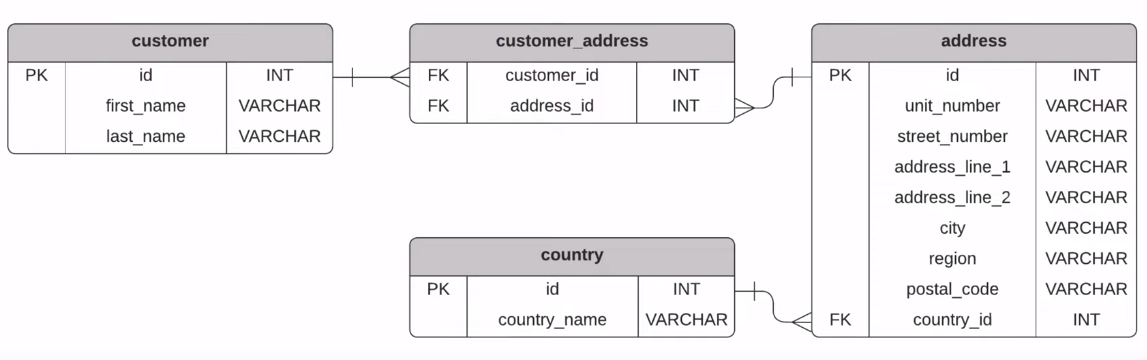 customer
PK id INT
first_name VARCHAR
last_name VARCHAR
customer_address
FK customer_id INT
FK address_id INT
address
PK id INT
unit_number VARCHAR
street_number VARCHAR
address_line_1 VARCHAR
address_line_2 VARCHAR
city VARCHAR
region VARCHAR
postal_code VARCHAR
FK country_id INT
country
PK id INT
country_name VARCHAR